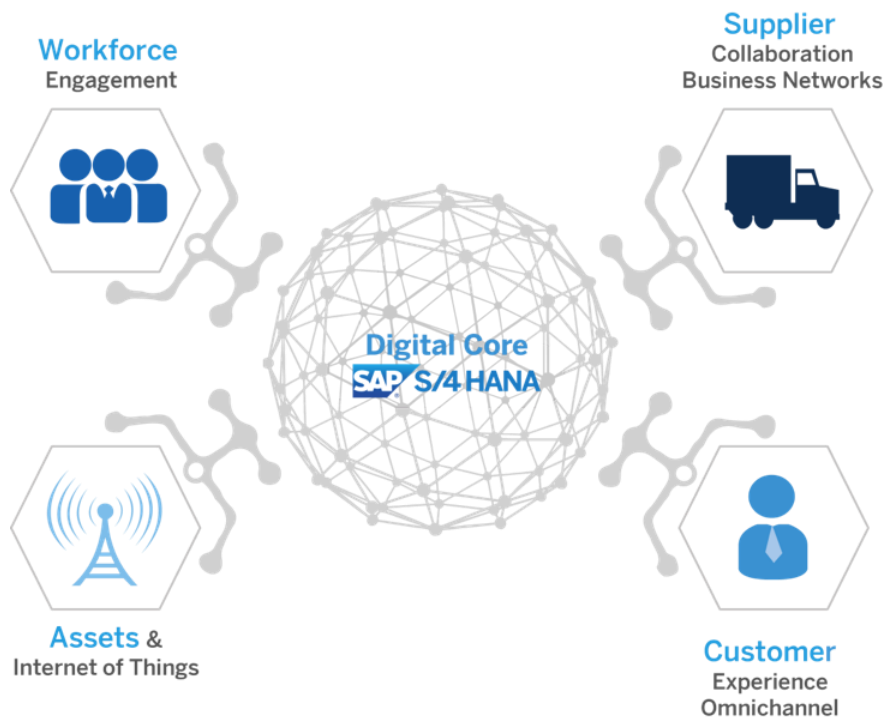 Workforce
Engagement
Supplier
Collaboration
Business Networks
Digital Core
SAP S/4 HANA
Assets &
Internet of Things
Customer
Experience
Omnichannel